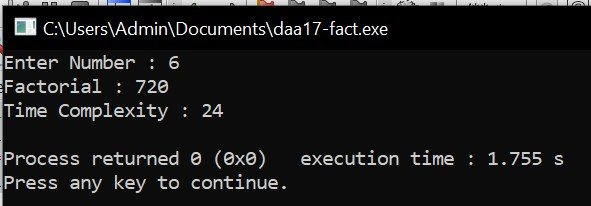 C:\Users\Admin\Documents\daa17-fact.exe
Enter Number : 6
Factorial : 720
Time Complexity : 24
Process returned 0 (0x0)   execution time : 1.755 s
Press any key to continue.